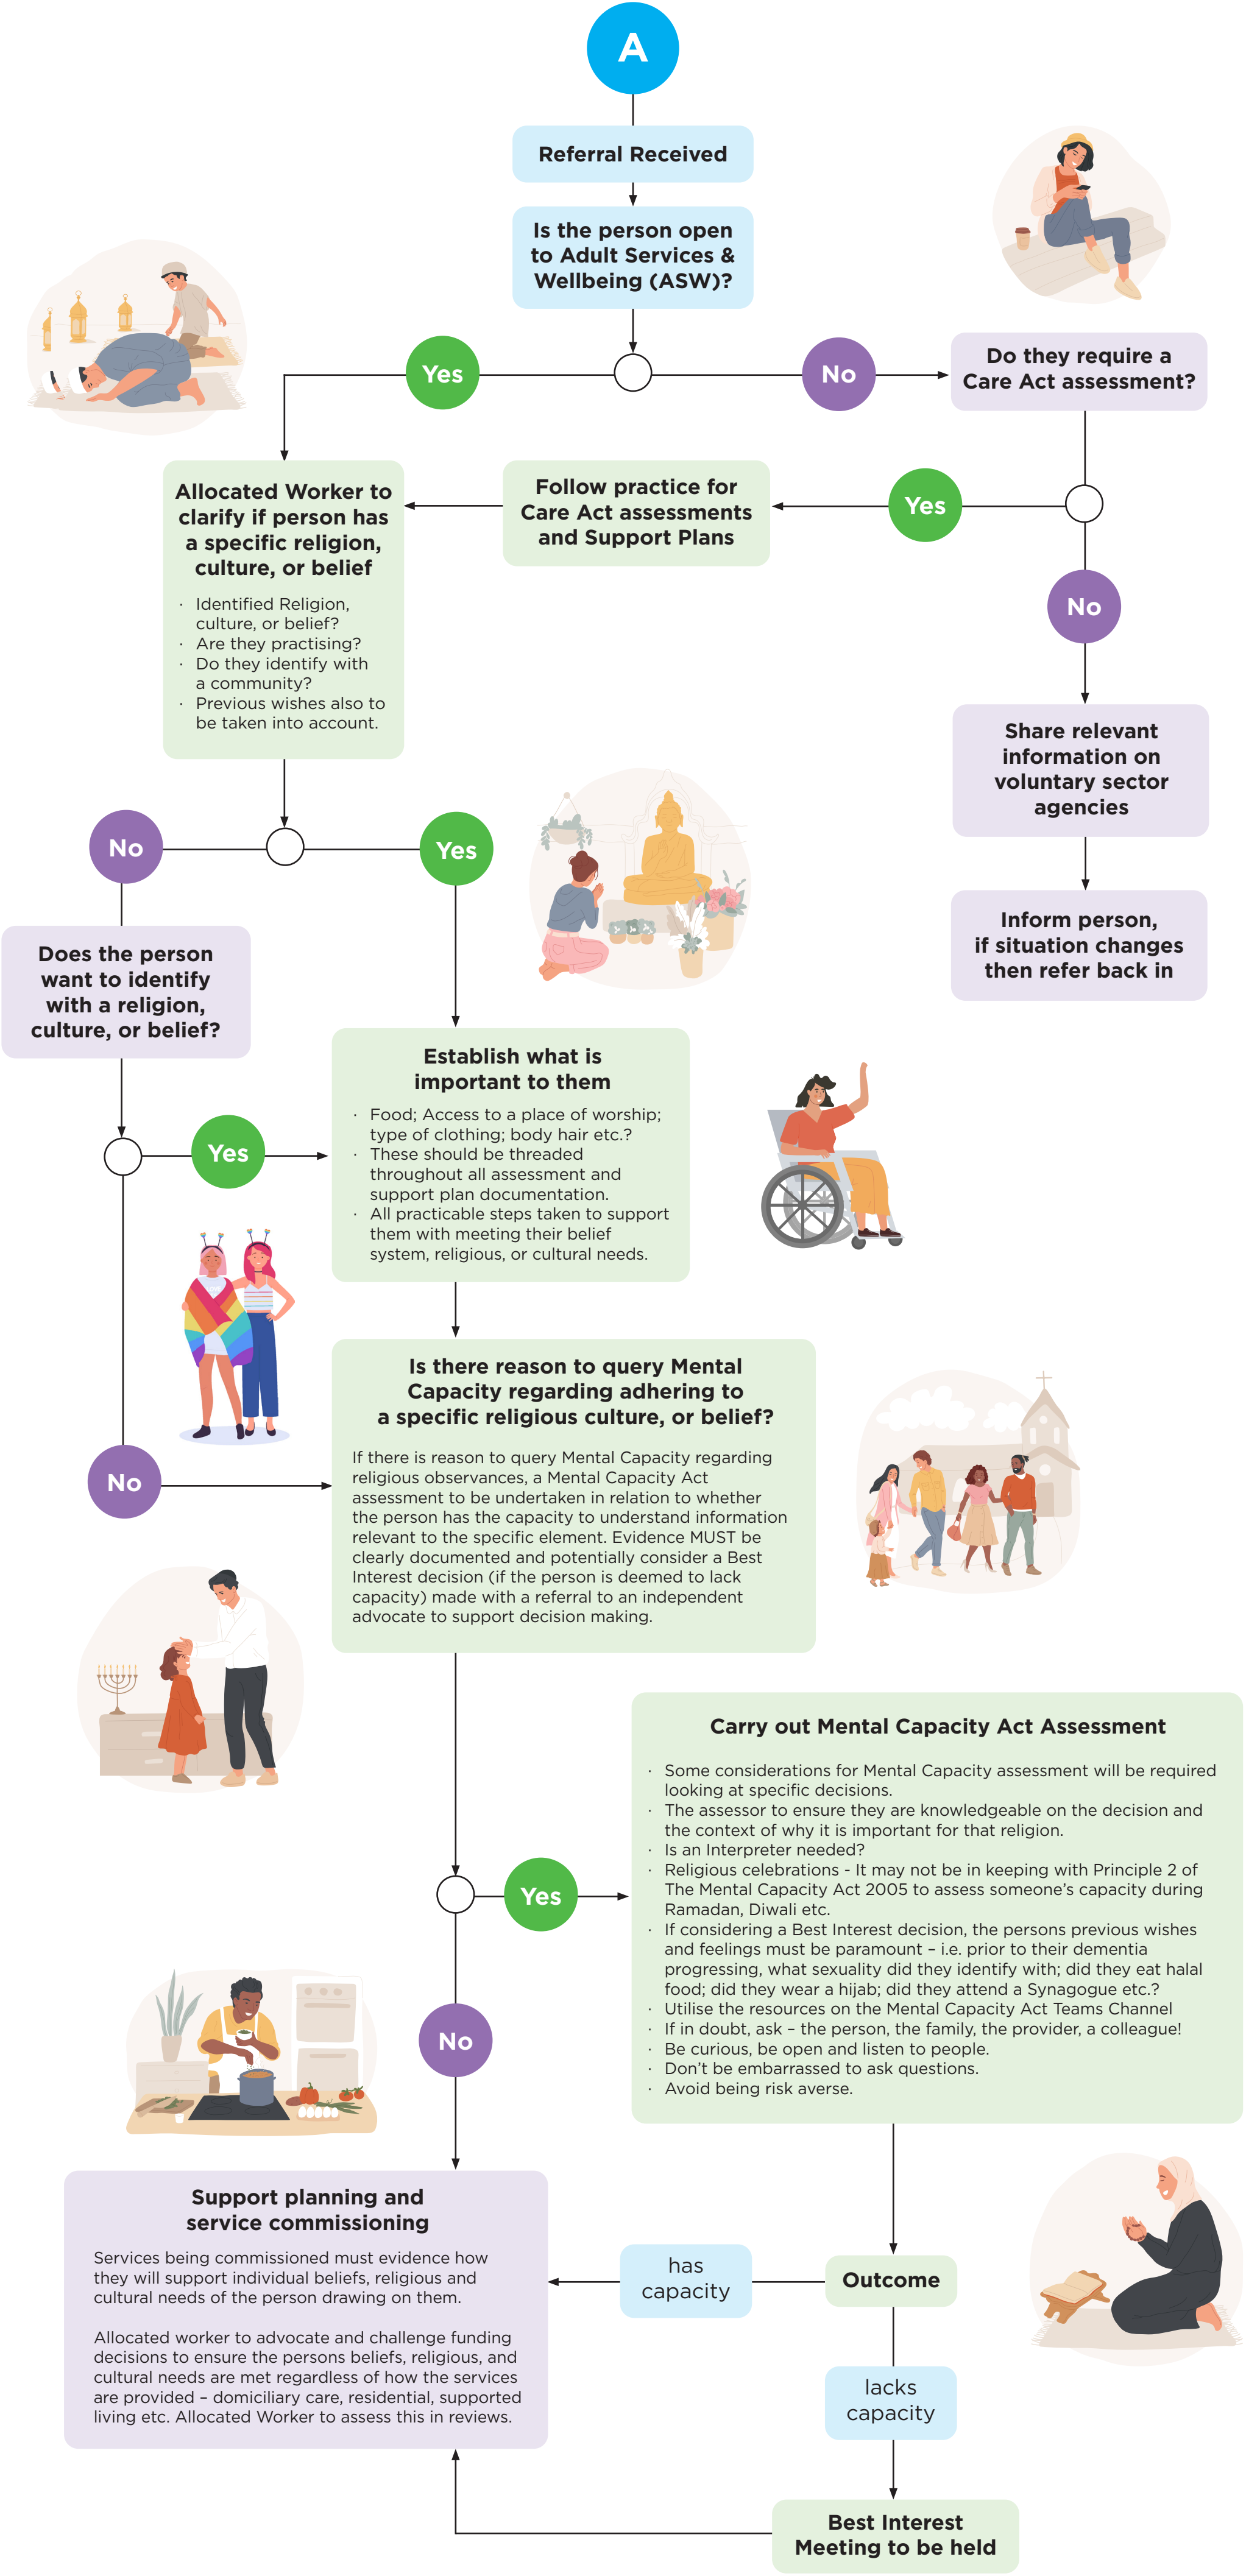 A
Referral Received
Is the person open
to Adult Services &
Wellbeing (ASW)?
Yes
No
Do they require a
Care Act assessment?
Allocated Worker to
clarify if person has
a specific religion,
culture, or belief
· Identified Religion,
culture, or belief?
· Are they practising?
· Do they identify with
a community?
· Previous wishes also to
be taken into account.
Follow practice for
Care Act assessments
and Support Plans
Yes
No
Share relevant
information on
voluntary sector
agencies
Inform person,
if situation changes
then refer back in
No
Yes
Does the person
want to identify
with a religion,
culture, or belief?
Yes
Establish what is
important to them
· Food; Access to a place of worship;
type of clothing; body hair etc.?
· These should be threaded
throughout all assessment and
support plan documentation.
· All practicable steps taken to support
them with meeting their belief
system, religious, or cultural needs.
No
Is there reason to query Mental
Capacity regarding adhering to
a specific religious culture, or belief?
If there is reason to query Mental Capacity regarding
religious observances, a Mental Capacity Act
assessment to be undertaken in relation to whether
the person has the capacity to understand information
relevant to the specific element. Evidence MUST be
clearly documented and potentially consider a Best
Interest decision (if the person is deemed to lack
capacity) made with a referral to an independent
advocate to support decision making.
Yes
No
Carry out Mental Capacity Act Assessment
· Some considerations for Mental Capacity assessment will be required
looking at specific decisions.
· The assessor to ensure they are knowledgeable on the decision and
the context of why it is important for that religion.
· Is an Interpreter needed?
· Religious celebrations - It may not be in keeping with Principle 2 of
The Mental Capacity Act 2005 to assess someone’s capacity during
Ramadan, Diwali etc.
· If considering a Best Interest decision, the persons previous wishes
and feelings must be paramount – i.e. prior to their dementia
progressing, what sexuality did they identify with; did they eat halal
food; did they wear a hijab; did they attend a Synagogue etc.?
· Utilise the resources on the Mental Capacity Act Teams Channel
· If in doubt, ask – the person, the family, the provider, a colleague!
· Be curious, be open and listen to people.
· Don’t be embarrassed to ask questions.
· Avoid being risk averse.
Support planning and
service commissioning
Services being commissioned must evidence how
they will support individual beliefs, religious and
cultural needs of the person drawing on them.
Allocated worker to advocate and challenge funding
decisions to ensure the persons beliefs, religious, and
cultural needs are met regardless of how the services
are provided – domiciliary care, residential, supported
living etc. Allocated Worker to assess this in reviews.
has
capacity
Outcome
lacks
capacity
Best Interest
Meeting to be held